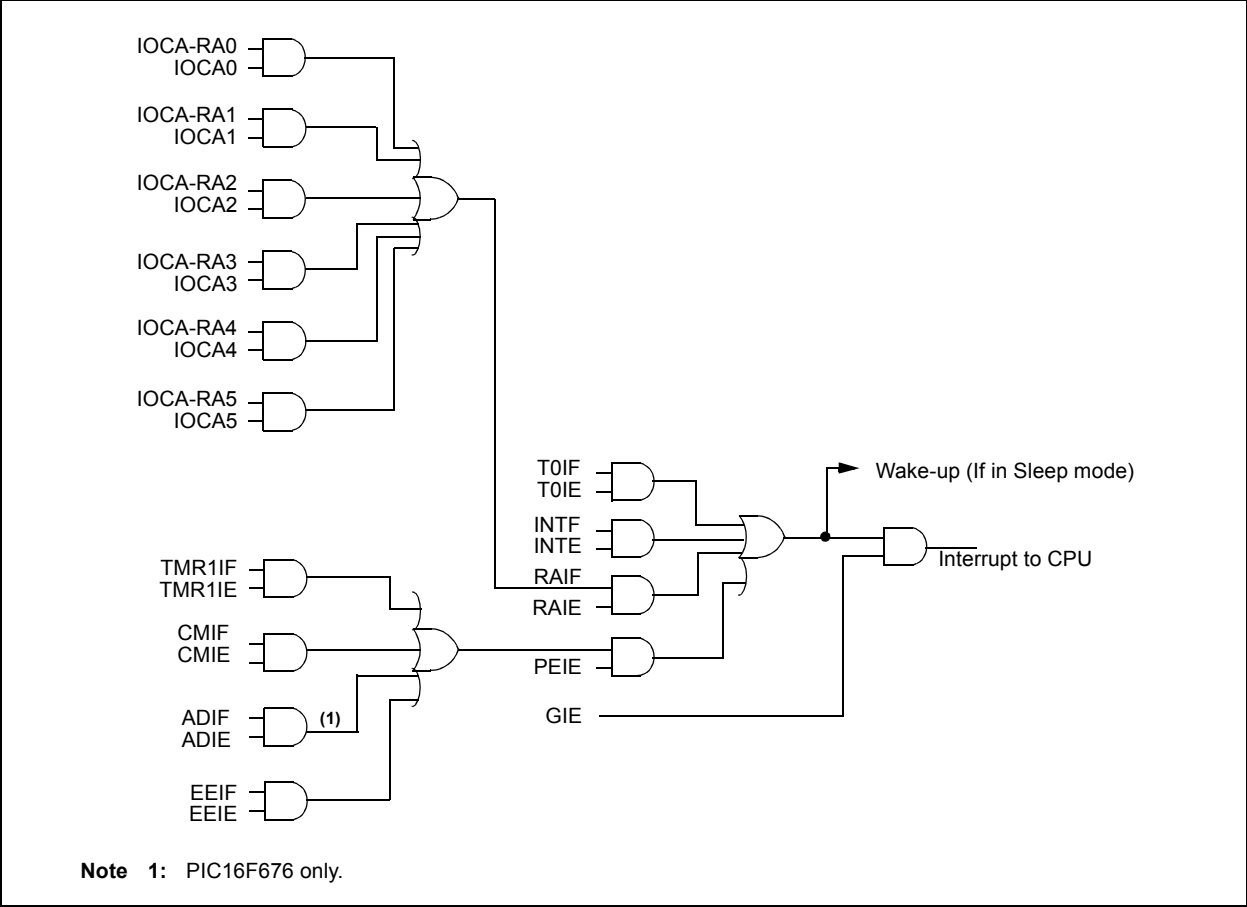 IOCA-RA0
IOCA0
IOCA-RA1
IOCA1
IOCA-RA2
IOCA2
IOCA-RA3
IOCA3
IOCA-RA4
IOCA4
IOCA-RA5
IOCA5
T0IF
T0IE
INTF
INTE
RAIF
RAIE
PEIE
GIE
Wake-up (If in Sleep mode)
Interrupt to CPU
TMR1IF
TMR1IE
CMIF
CMIE
ADIF
ADIE
(1)
EEIF
EEIE
Note 1: PIC16F676 only.